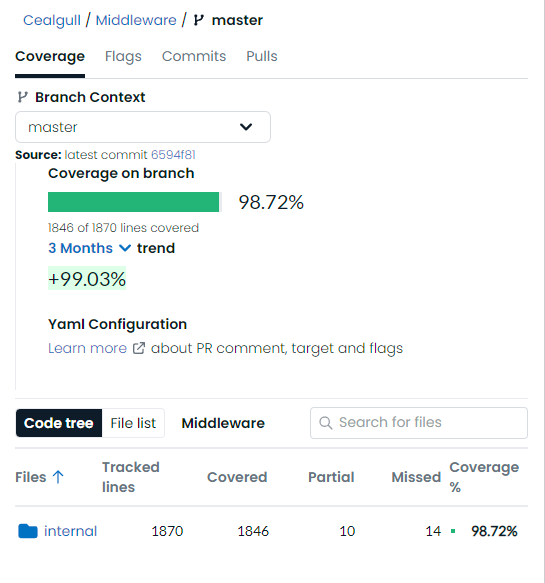 Cealgull / Middleware / master
Coverage Flags Commits Pulls
Branch Context
master
Source: latest commit 6594f81
Coverage on branch
98.72%
1846 of 1870 lines covered
3 Months trend
+99.03%
Yaml Configuration
Learn more about PR comment, target and flags
Code tree File list Middleware Search for files
Files Tracked lines Covered Partial Missed Coverage %
internal 1870 1846 10 14 98.72%